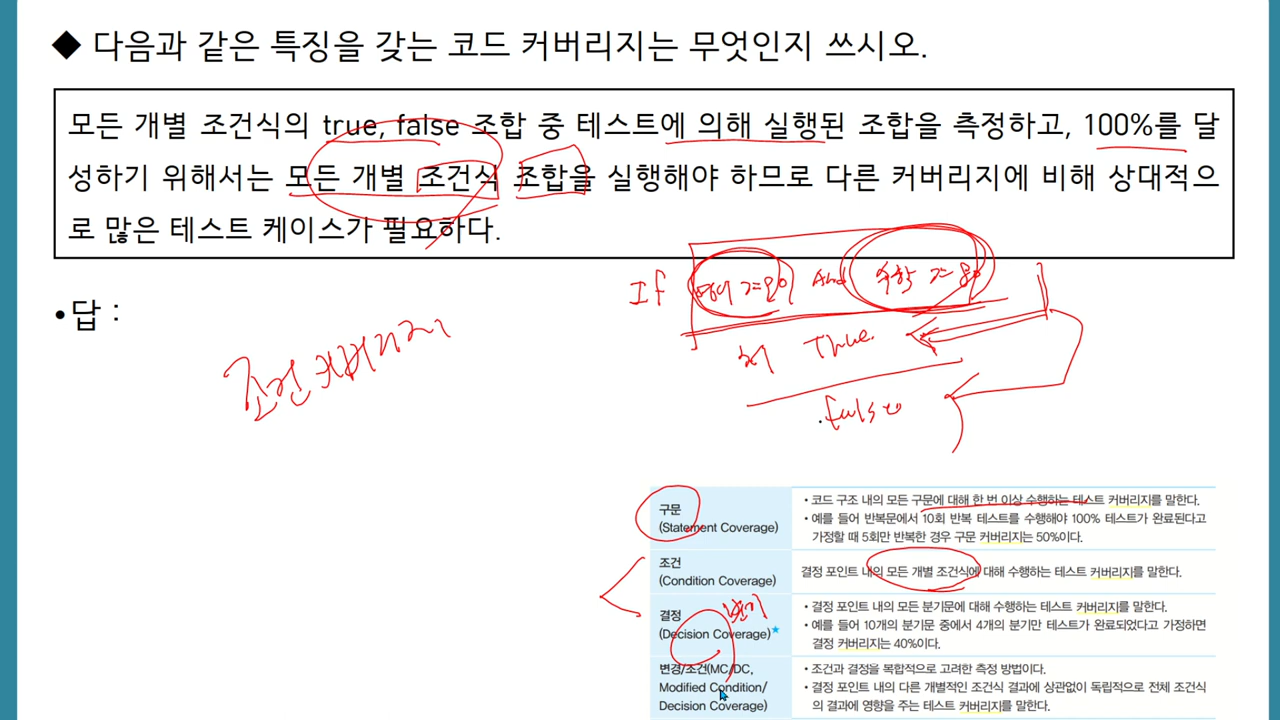 ◆ 다음과 같은 특징을 갖는 코드 커버리지는 무엇인지 쓰시오.
모든 개별 조건식의 true, false 조합 중 테스트에 의해 실행된 조합을 측정하고, 100%를 달
성하기 위해서는 모든 개별 조건식 조합을 실행해야 하므로 다른 커버리지에 비해 상대적으
로 많은 테스트 케이스가 필요하다.
If 영어 >=80이 And 수학 >= 80
•답 :
조건 커버리지
True
false
구문
(Statement Coverage)
• 코드 구조 내의 모든 구문에 대해 한 번 이상 수행하는 테스트 커버리지를 말한다.
• 예를 들어 반복문에서 10회 반복 테스트를 수행해야 100% 테스트가 완료된다고
가정할 때 5회만 반복한 경우 구문 커버리지는 50%이다.
조건
(Condition Coverage)
결정 포인트 내의 모든 개별 조건식에 대해 수행하는 테스트 커버리지를 말한다.
결정
(Decision Coverage)★
분기
• 결정 포인트 내의 모든 분기문에 대해 수행하는 테스트 커버리지를 말한다.
• 예를 들어 10개의 분기문 중에서 4개의 분기만 테스트가 완료되었다고 가정하면
결정 커버리지는 40%이다.
변경/조건(MC/DC,
Modified Condition/
Decision Coverage)
• 조건과 결정을 복합적으로 고려한 측정 방법이다.
• 결정 포인트 내의 다른 개별적인 조건식 결과에 상관없이 독립적으로 전체 조건식
의 결과에 영향을 주는 테스트 커버리지를 말한다.